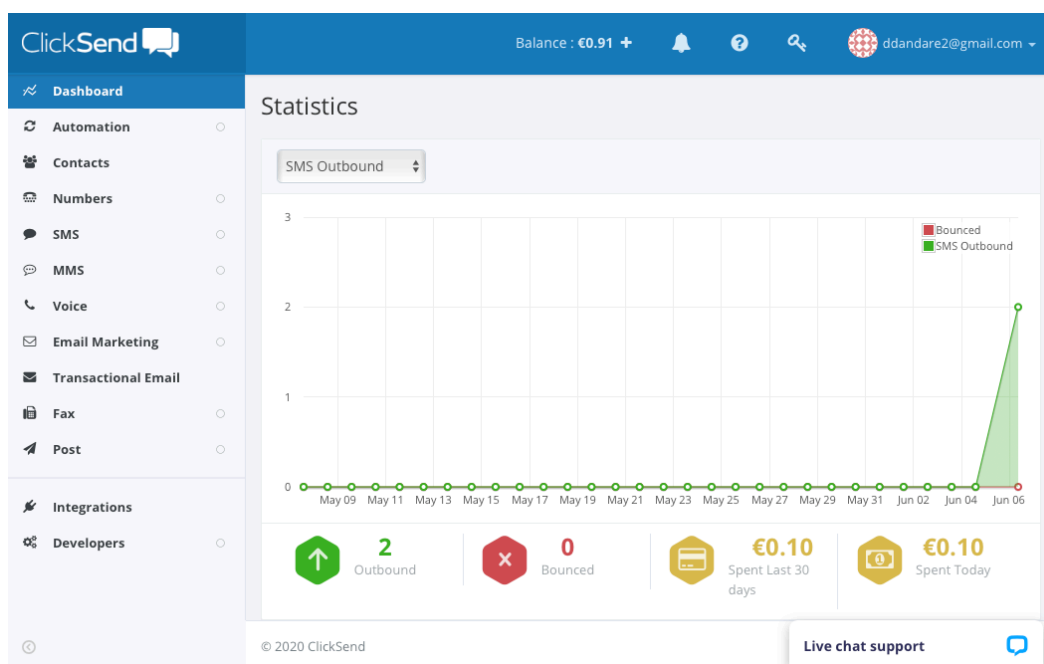 ClickSend
Balance : €0.91 +
ddandare2@gmail.com
Dashboard
Automation
Contacts
Numbers
SMS
MMS
Voice
Email Marketing
Transactional Email
Fax
Post
Integrations
Developers
Statistics
SMS Outbound
Bounced
SMS Outbound
3
2
1
0
May 09 May 11 May 13 May 15 May 17 May 19 May 21 May 23 May 25 May 27 May 29 May 31 Jun 02 Jun 04 Jun 06
2
Outbound
0
Bounced
€0.10
Spent Last 30
days
€0.10
Spent Today
© 2020 ClickSend
Live chat support